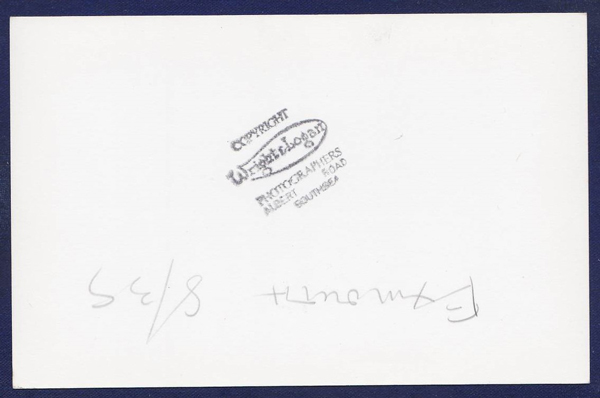 COPYRIGHT
Wright & Logan
PHOTOGRAPHERS
ALBERT ROAD
SOUTHSEA
Exmouth 8/35